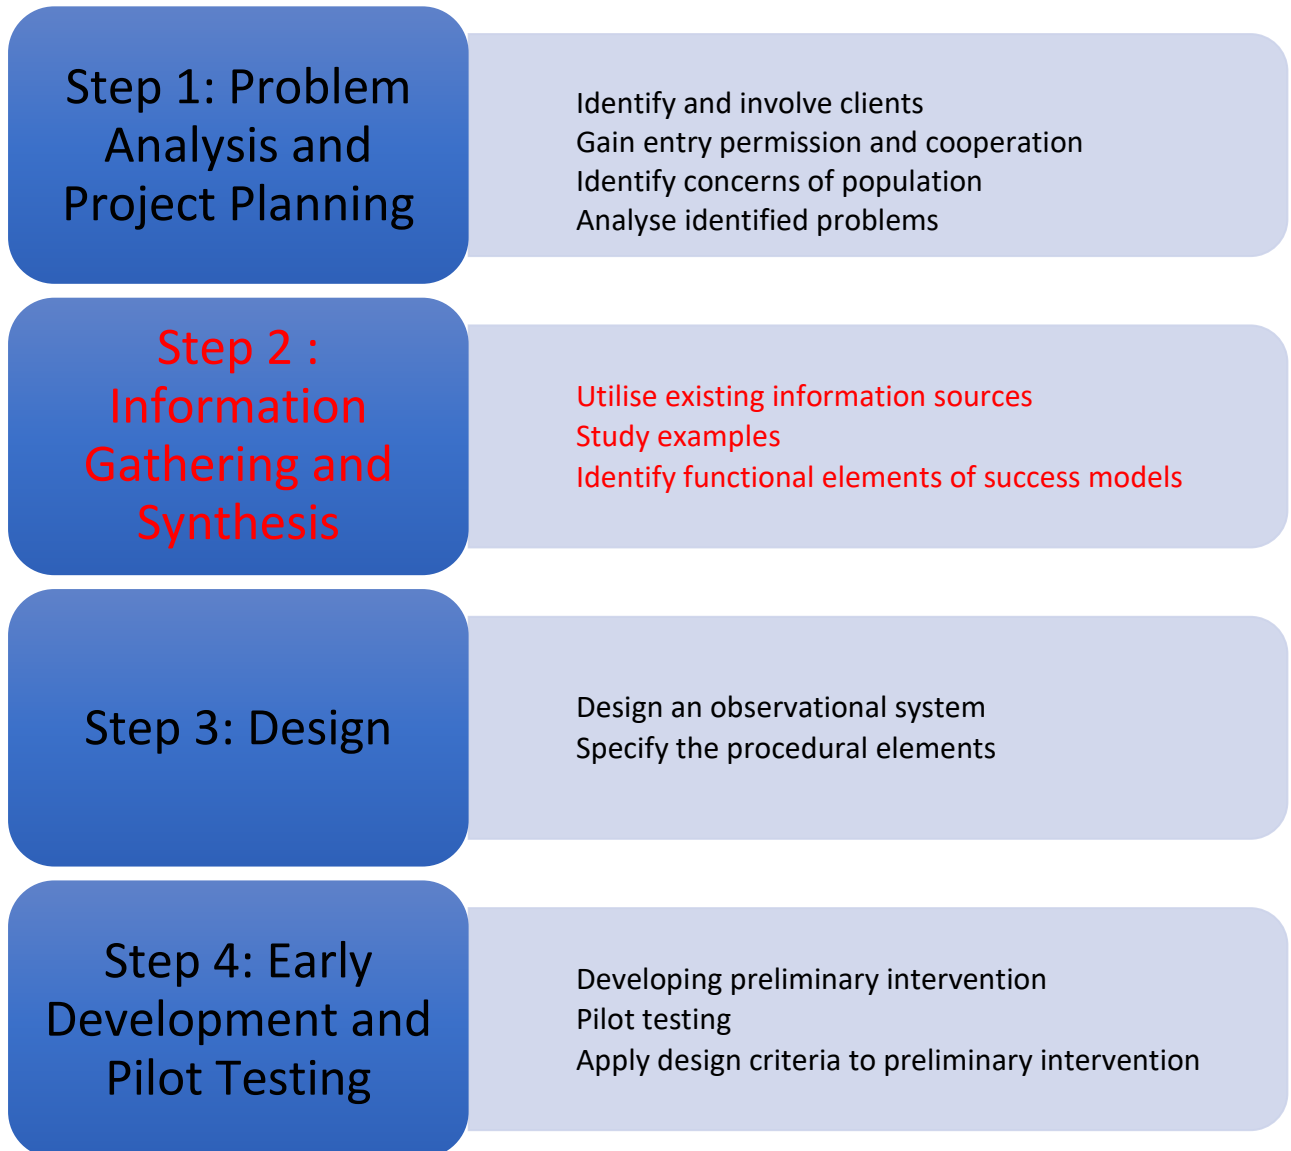 Step 1: Problem
Analysis and
Project Planning
Identify and involve clients
Gain entry permission and cooperation
Identify concerns of population
Analyse identified problems
Step 2 :
Information
Gathering and
Synthesis
Utilise existing information sources
Study examples
Identify functional elements of success models
Step 3: Design
Design an observational system
Specify the procedural elements
Step 4: Early
Development and
Pilot Testing
Developing preliminary intervention
Pilot testing
Apply design criteria to preliminary intervention